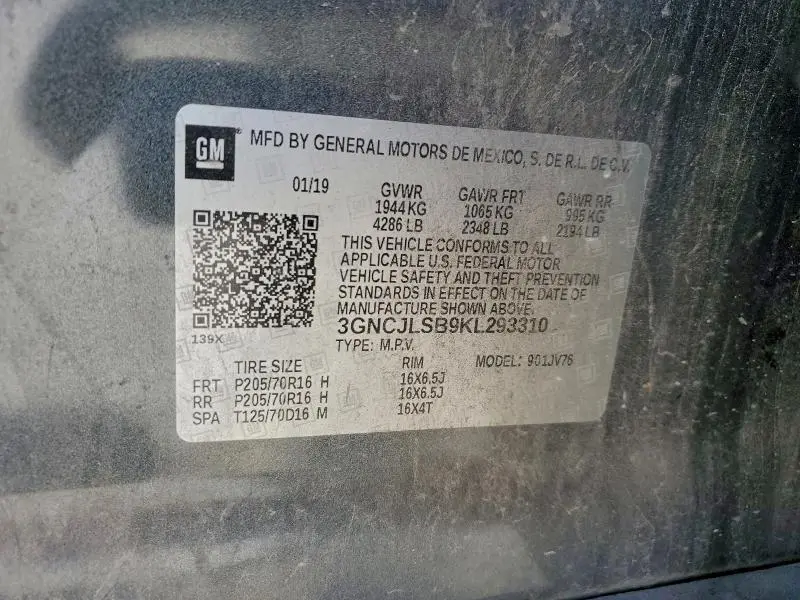 GM ® MFD BY GENERAL MOTORS DE MEXICO, S. DE R.L. DE C.V.
01/19 GVWR GAWR FRT GAWR RR
1944 KG 1065 KG 995 KG
4286 LB 2348 LB 2194 LB
THIS VEHICLE CONFORMS TO ALL
APPLICABLE U.S. FEDERAL MOTOR
VEHICLE SAFETY AND THEFT PREVENTION
STANDARDS IN EFFECT ON THE DATE OF
MANUFACTURE SHOWN ABOVE.
3GNCJLSB9KL293310
139X TYPE: M.P.V. MODEL: 901JV76
TIRE SIZE RIM
FRT P205/70R16 H 16X6.5J
RR P205/70R16 H 16X6.5J
SPA T125/70D16 M 16X4T